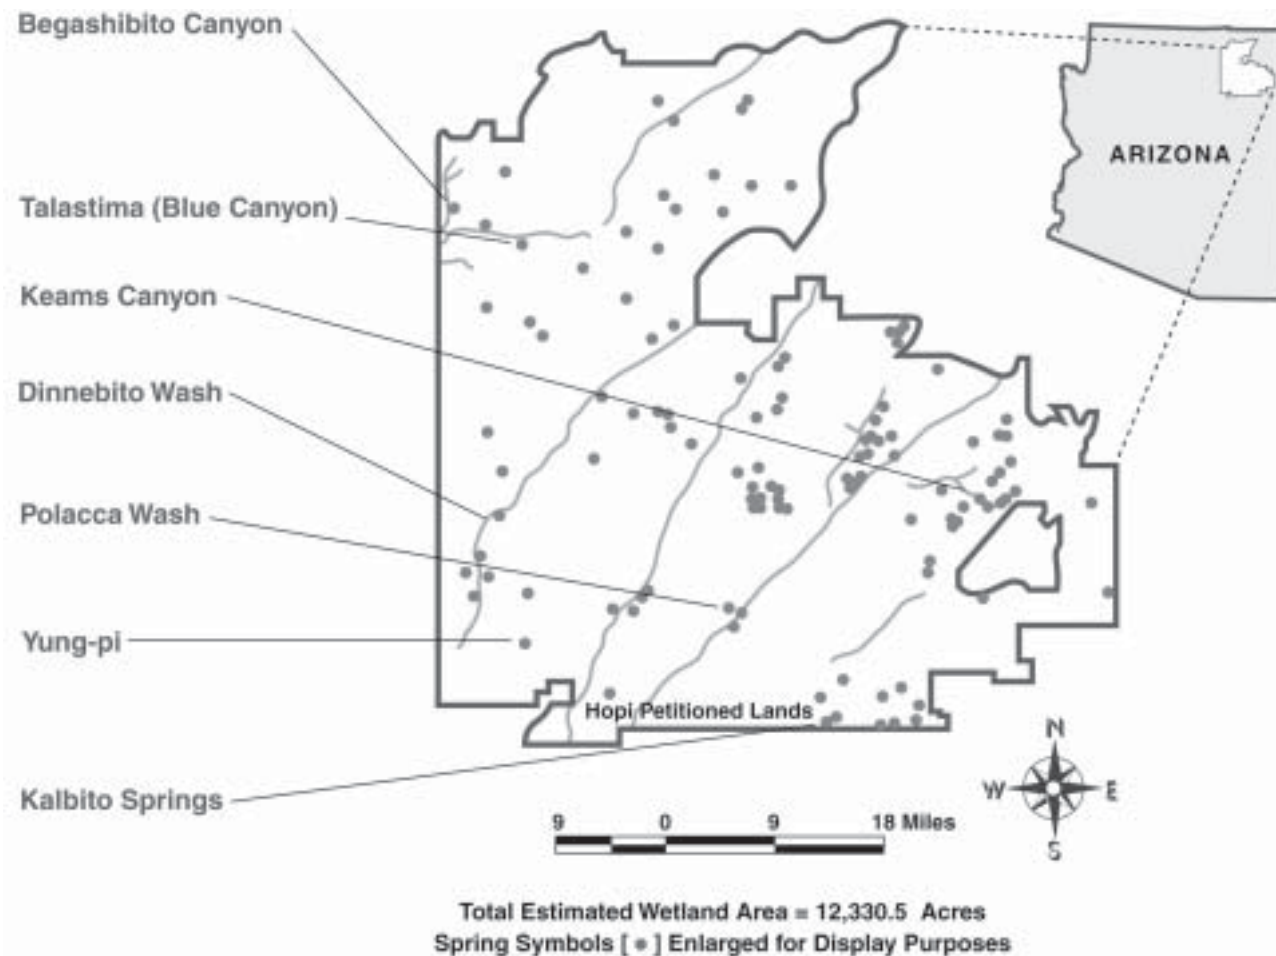 Begashibito Canyon
ARIZONA
Talastima (Blue Canyon)
Keams Canyon
Dinnebito Wash
Polacca Wash
Yung-pi
Hopi Petitioned Lands
Kalbito Springs
N
W E
S
9 0 9 18 Miles
Total Estimated Wetland Area = 12,330.5 Acres
Spring Symbols [ ● ] Enlarged for Display Purposes